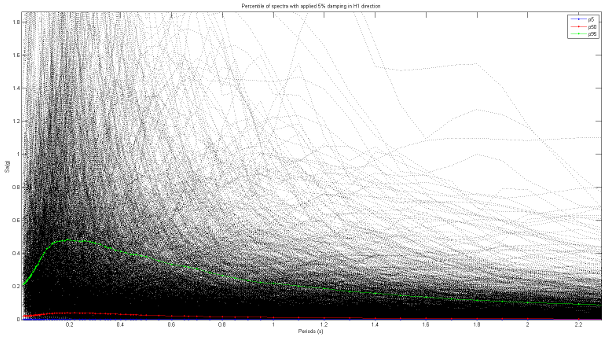 Percentile of spectra with applied 5% damping in H1 direction
p5
p50
p95
1.8
1.6
1.4
1.2
1
0.8
0.6
0.4
0.2
0
Sa(g)
0.2 0.4 0.6 0.8 1 1.2 1.4 1.6 1.8 2 2.2
Periods (s)